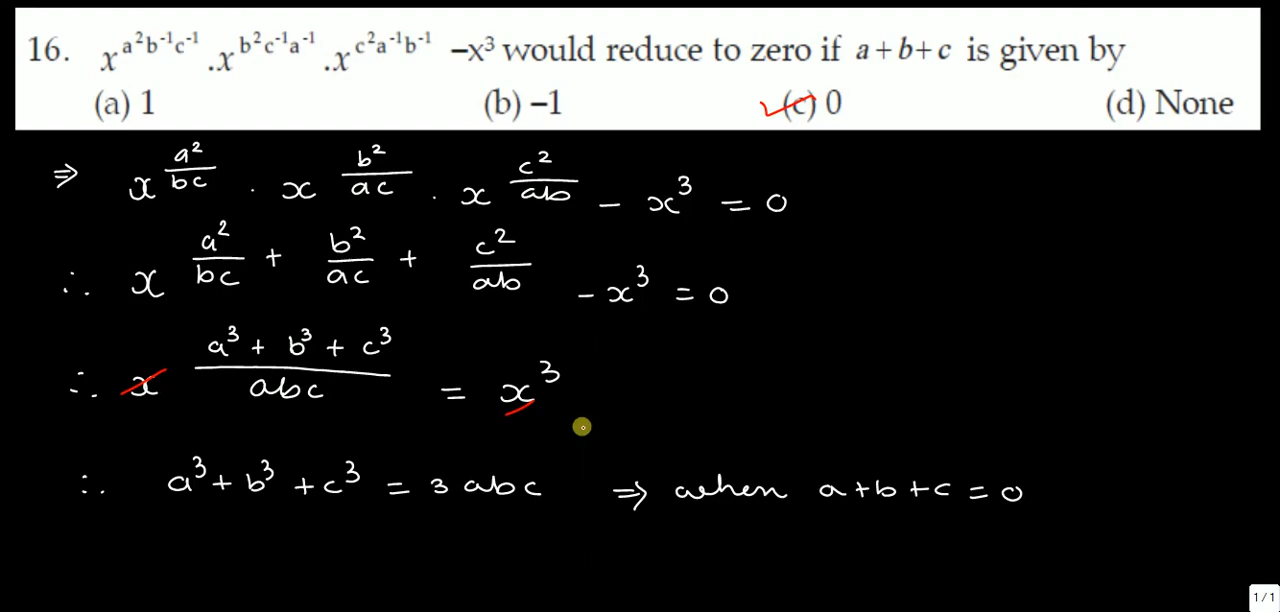 16. x^{a²b⁻¹c⁻¹} .x^{b²c⁻¹a⁻¹} .x^{c²a⁻¹b⁻¹} –x³ would reduce to zero if a+b+c is given by
(a) 1 (b) –1 (c) 0 (d) None
⇒ x^{a²/bc} . x^{b²/ac} . x^{c²/ab} – x³ = 0
∴ x^{a²/bc + b²/ac + c²/ab} – x³ = 0
∴ x^{(a³ + b³ + c³)/abc} = x³
∴ a³ + b³ + c³ = 3 abc ⇒ when a + b + c = 0
1/1